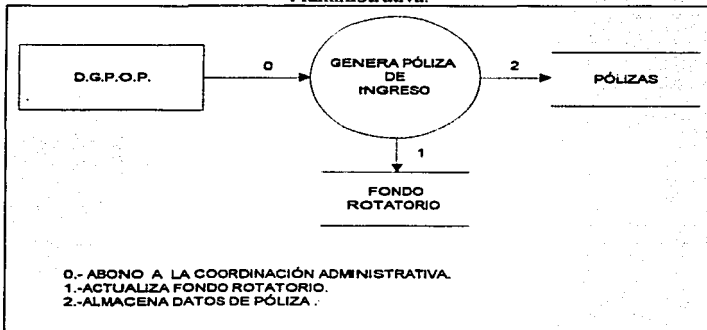 D.G.P.O.P.
0
GENERA PÓLIZA
DE
INGRESO
2
PÓLIZAS
1
FONDO
ROTATORIO
0.- ABONO A LA COORDINACIÓN ADMINISTRATIVA.
1.-ACTUALIZA FONDO ROTATORIO.
2.-ALMACENA DATOS DE PÓLIZA .